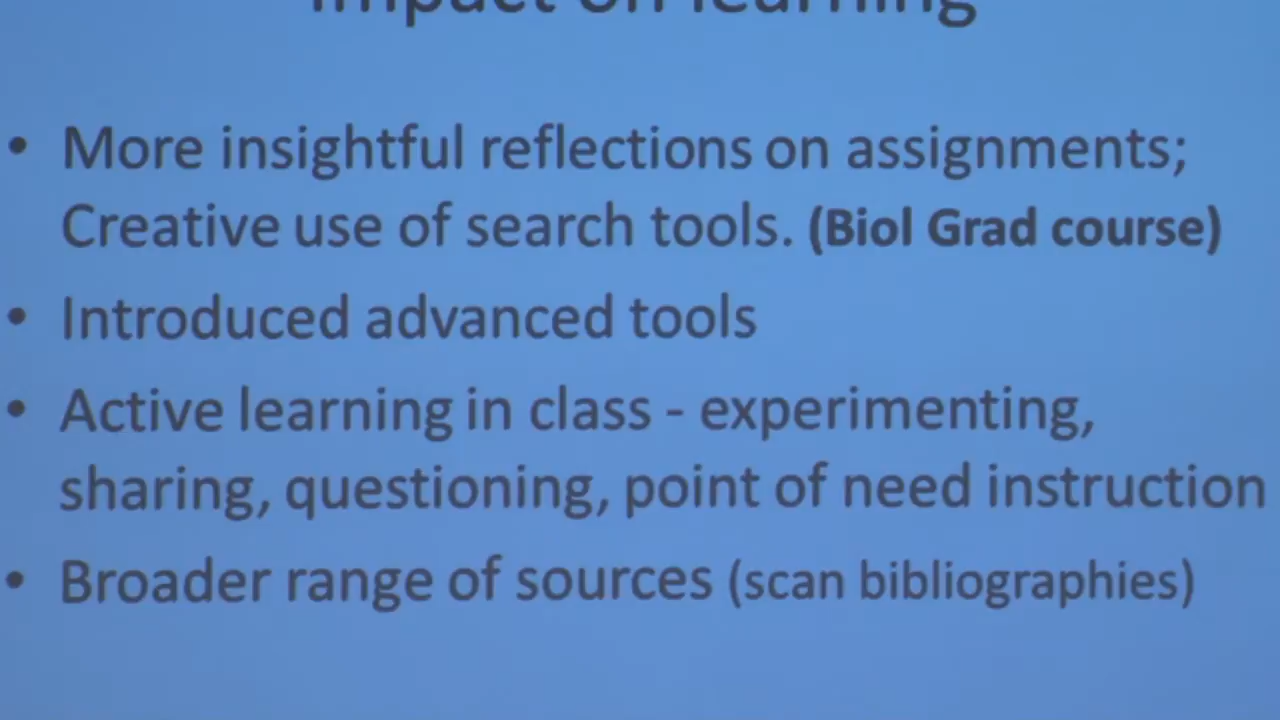 Impact on learning
• More insightful reflections on assignments;
Creative use of search tools. (Biol Grad course)
• Introduced advanced tools
• Active learning in class - experimenting,
sharing, questioning, point of need instruction
• Broader range of sources (scan bibliographies)